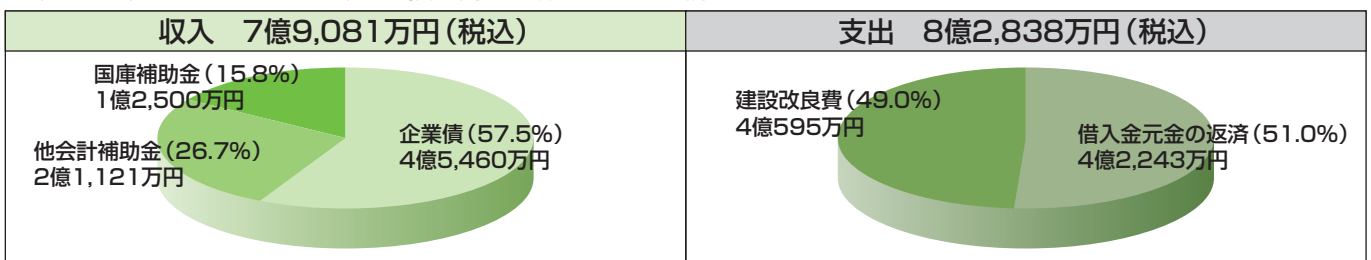 収入　7億9,081万円（税込）
国庫補助金（15.8%）
1億2,500万円
他会計補助金（26.7%）
2億1,121万円
企業債（57.5%）
4億5,460万円
支出　8億2,838万円（税込）
建設改良費（49.0%）
4億595万円
借入金元金の返済（51.0%）
4億2,243万円